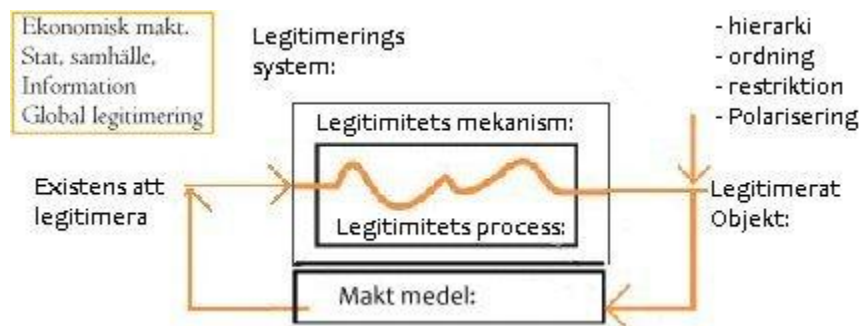 Ekonomisk makt.
Stat, samhälle,
Information
Global legitimering
Legitimerings
system:
- hierarki
- ordning
- restriktion
- Polarisering
Legitimitets mekanism:
Existens att
legitimera
Legitimerat
Objekt:
Legitimitets process:
Makt medel: